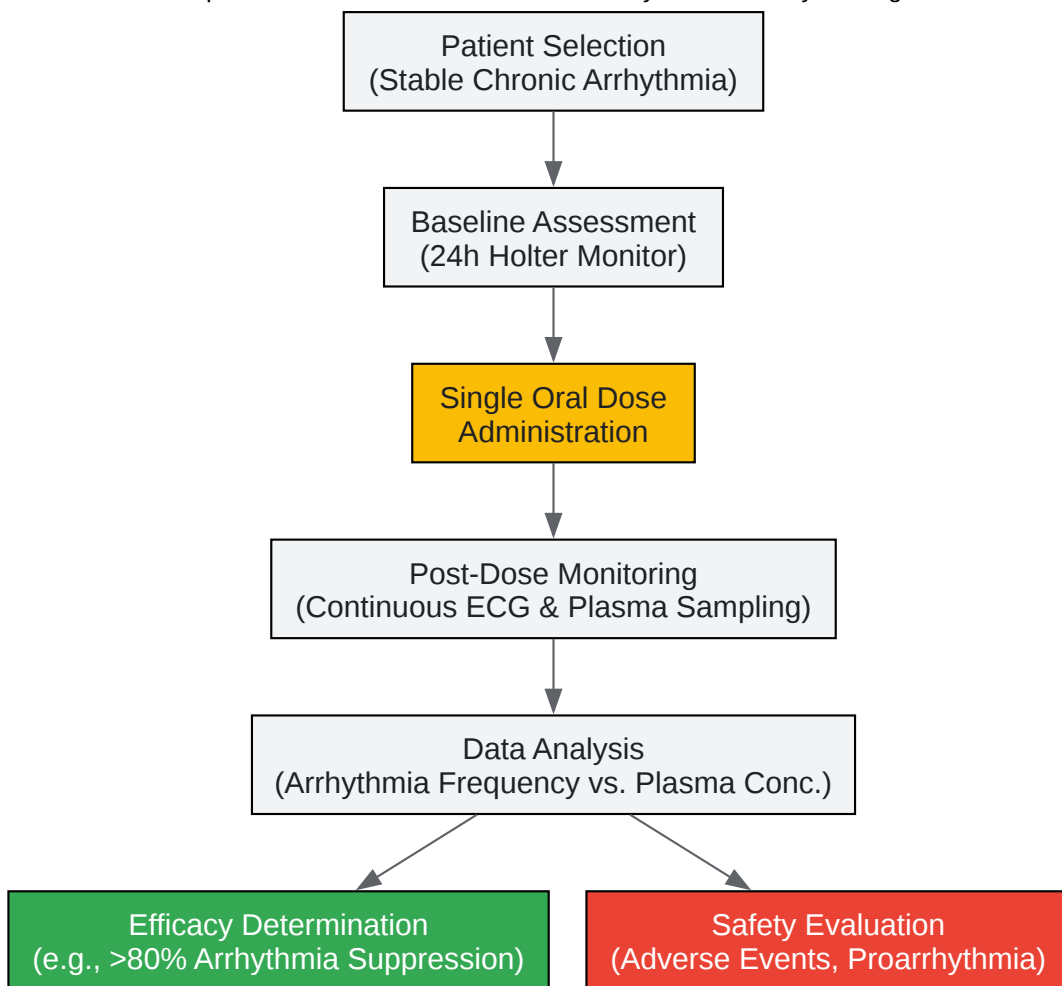 Patient Selection
(Stable Chronic Arrhythmia)
Baseline Assessment
(24h Holter Monitor)
Single Oral Dose
Administration
Post-Dose Monitoring
(Continuous ECG & Plasma Sampling)
Data Analysis
(Arrhythmia Frequency vs. Plasma Conc.)
Efficacy Determination
(e.g., >80% Arrhythmia Suppression)
Safety Evaluation
(Adverse Events, Proarrhythmia)